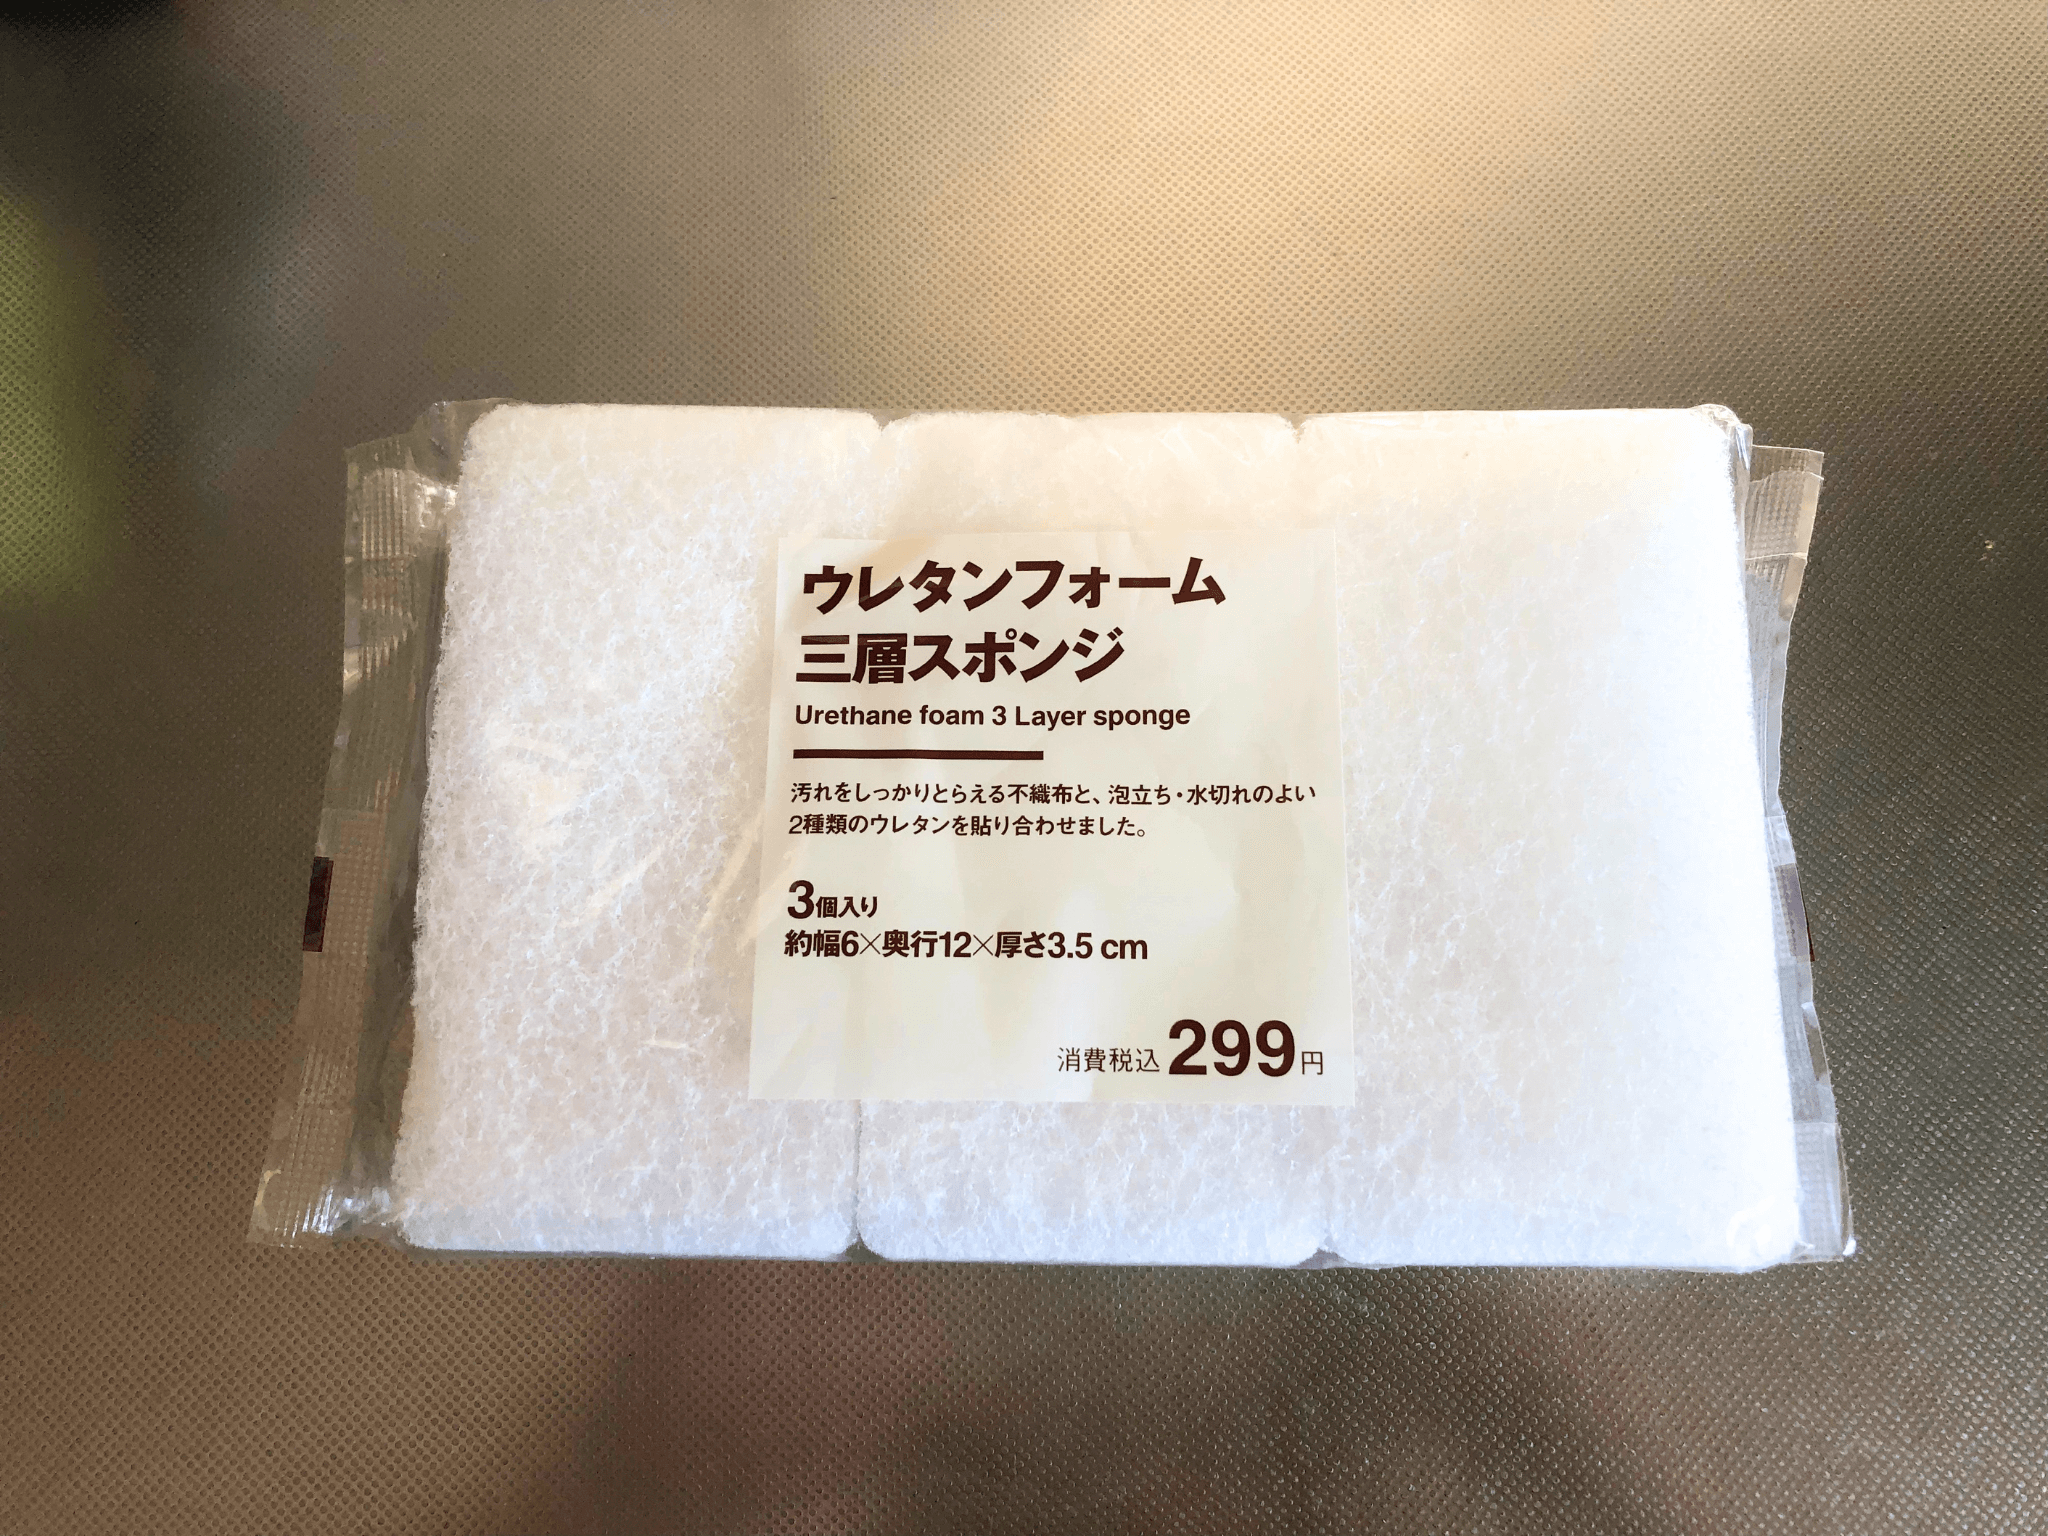 ウレタンフォーム
三層スポンジ
Urethane foam 3 Layer sponge
汚れをしっかりとらえる不織布と、泡立ち・水切れのよい
2種類のウレタンを貼り合わせました。
3個入り
約幅6×奥行12×厚さ3.5 cm
消費税込299円